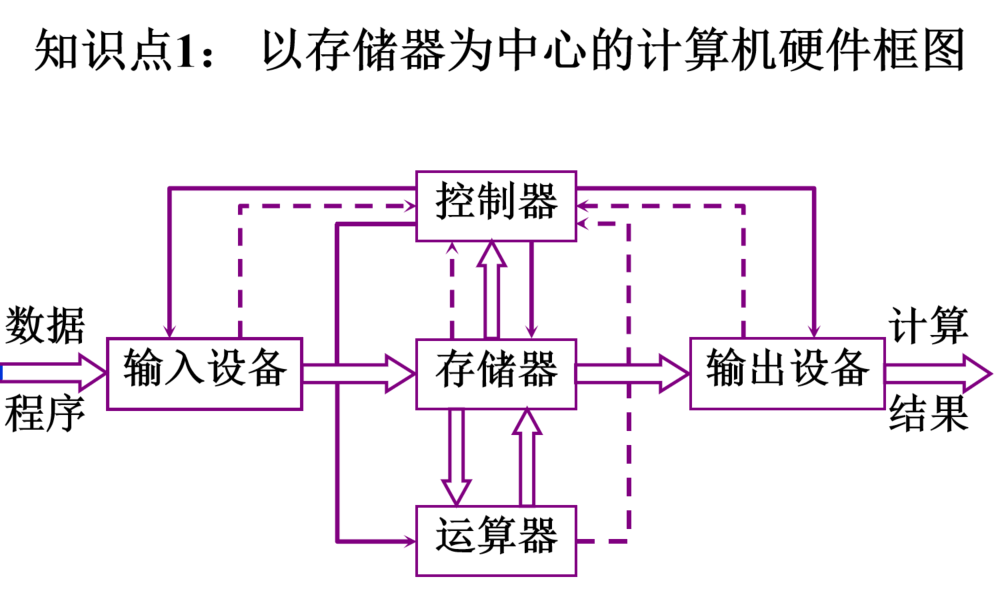 知识点1： 以存储器为中心的计算机硬件框图
控制器
数据
程序
输入设备
存储器
输出设备
计算
结果
运算器